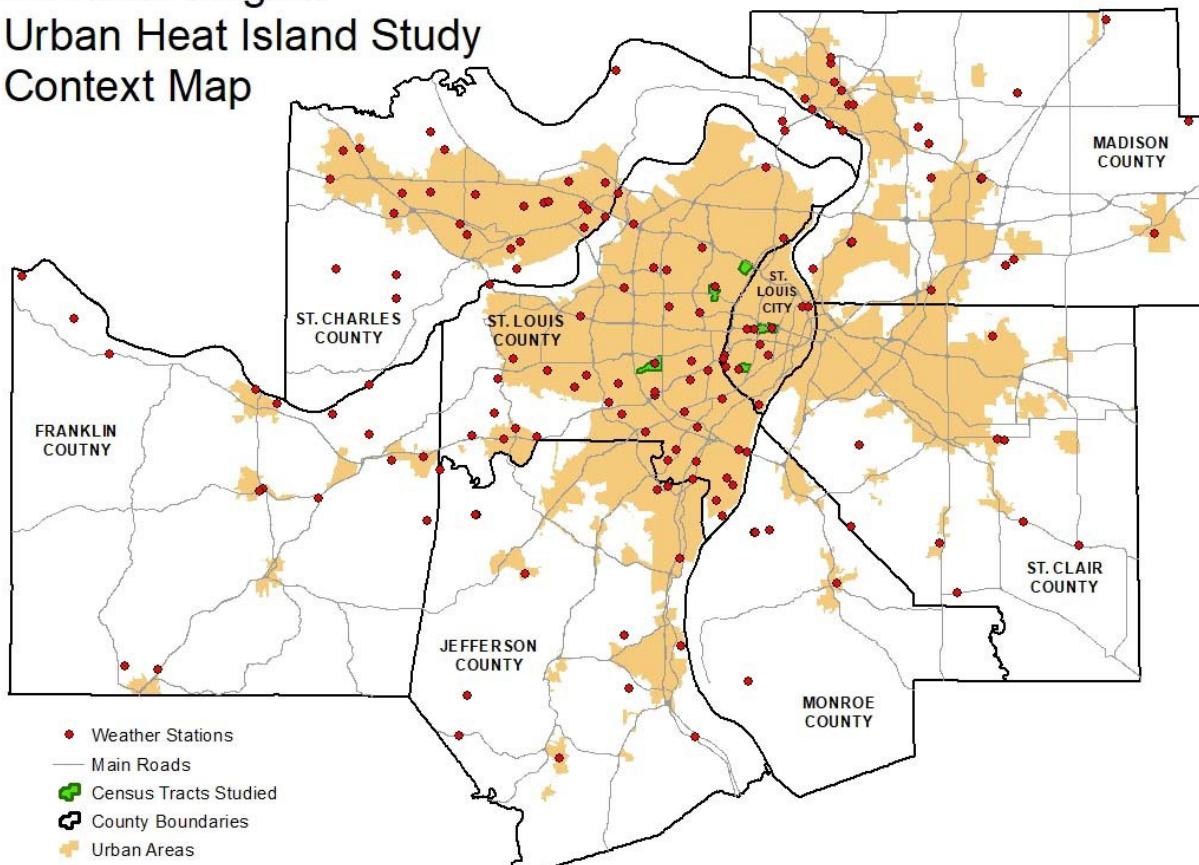 Urban Heat Island Study
Context Map
MADISON
COUNTY
ST.
LOUIS
CITY
ST. CHARLES
COUNTY
ST. LOUIS
COUNTY
FRANKLIN
COUTNY
ST. CLAIR
COUNTY
JEFFERSON
COUNTY
MONROE
COUNTY
Weather Stations
Main Roads
Census Tracts Studied
County Boundaries
Urban Areas